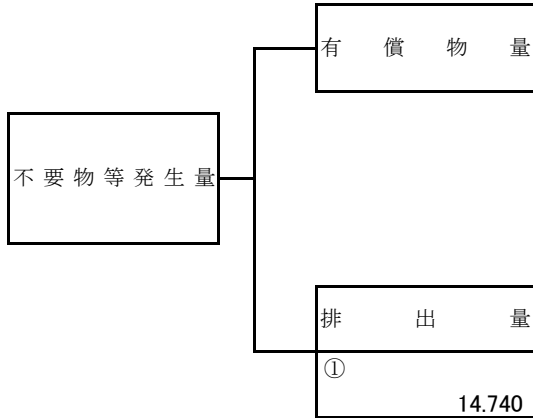 有償物量
不要物等発生量
排出量
①
14.740